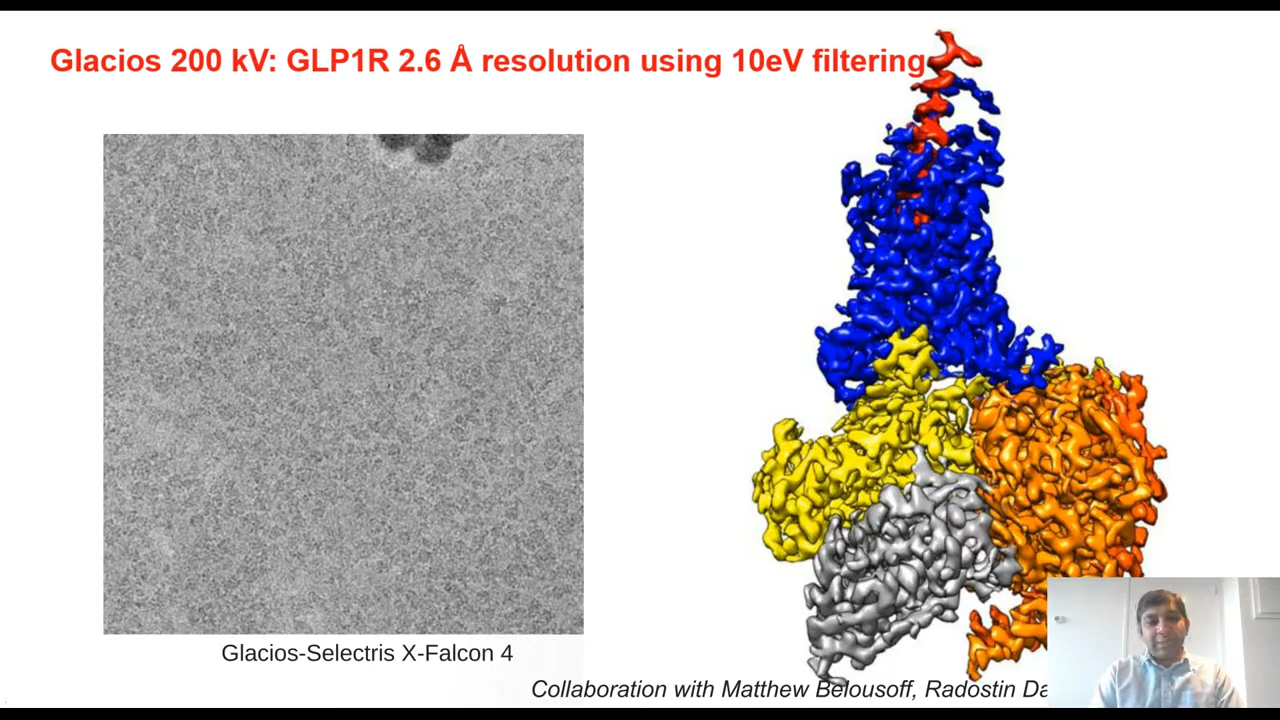 Glacios 200 kV: GLP1R 2.6 Å resolution using 10eV filtering
Glacios-Selectris X-Falcon 4
Collaboration with Matthew Belousoff, Radostin